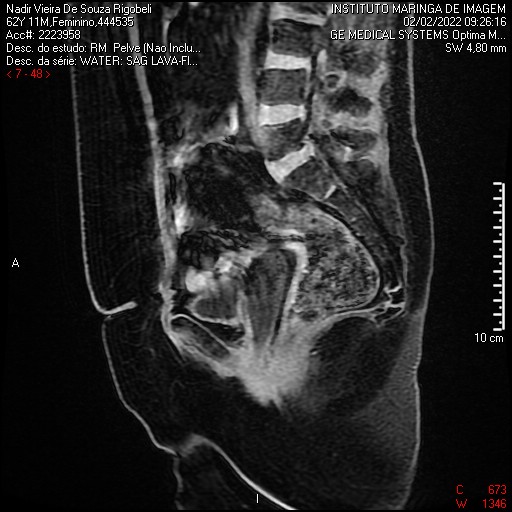 Nadir Vieira De Souza Rigobeli
62Y 11M,Feminino,444535
Acc#: 2223958
Desc. do estudo: RM Pelve (Nao Inclu...
Desc. da série: WATER: SAG LAVA-Fl...
< 7 - 48 >
INSTITUTO MARINGA DE IMAGEM
02/02/2022 09:26:16
GE MEDICAL SYSTEMS Optima M...
SW 4,80 mm
A
10 cm
I
C 673
W 1346